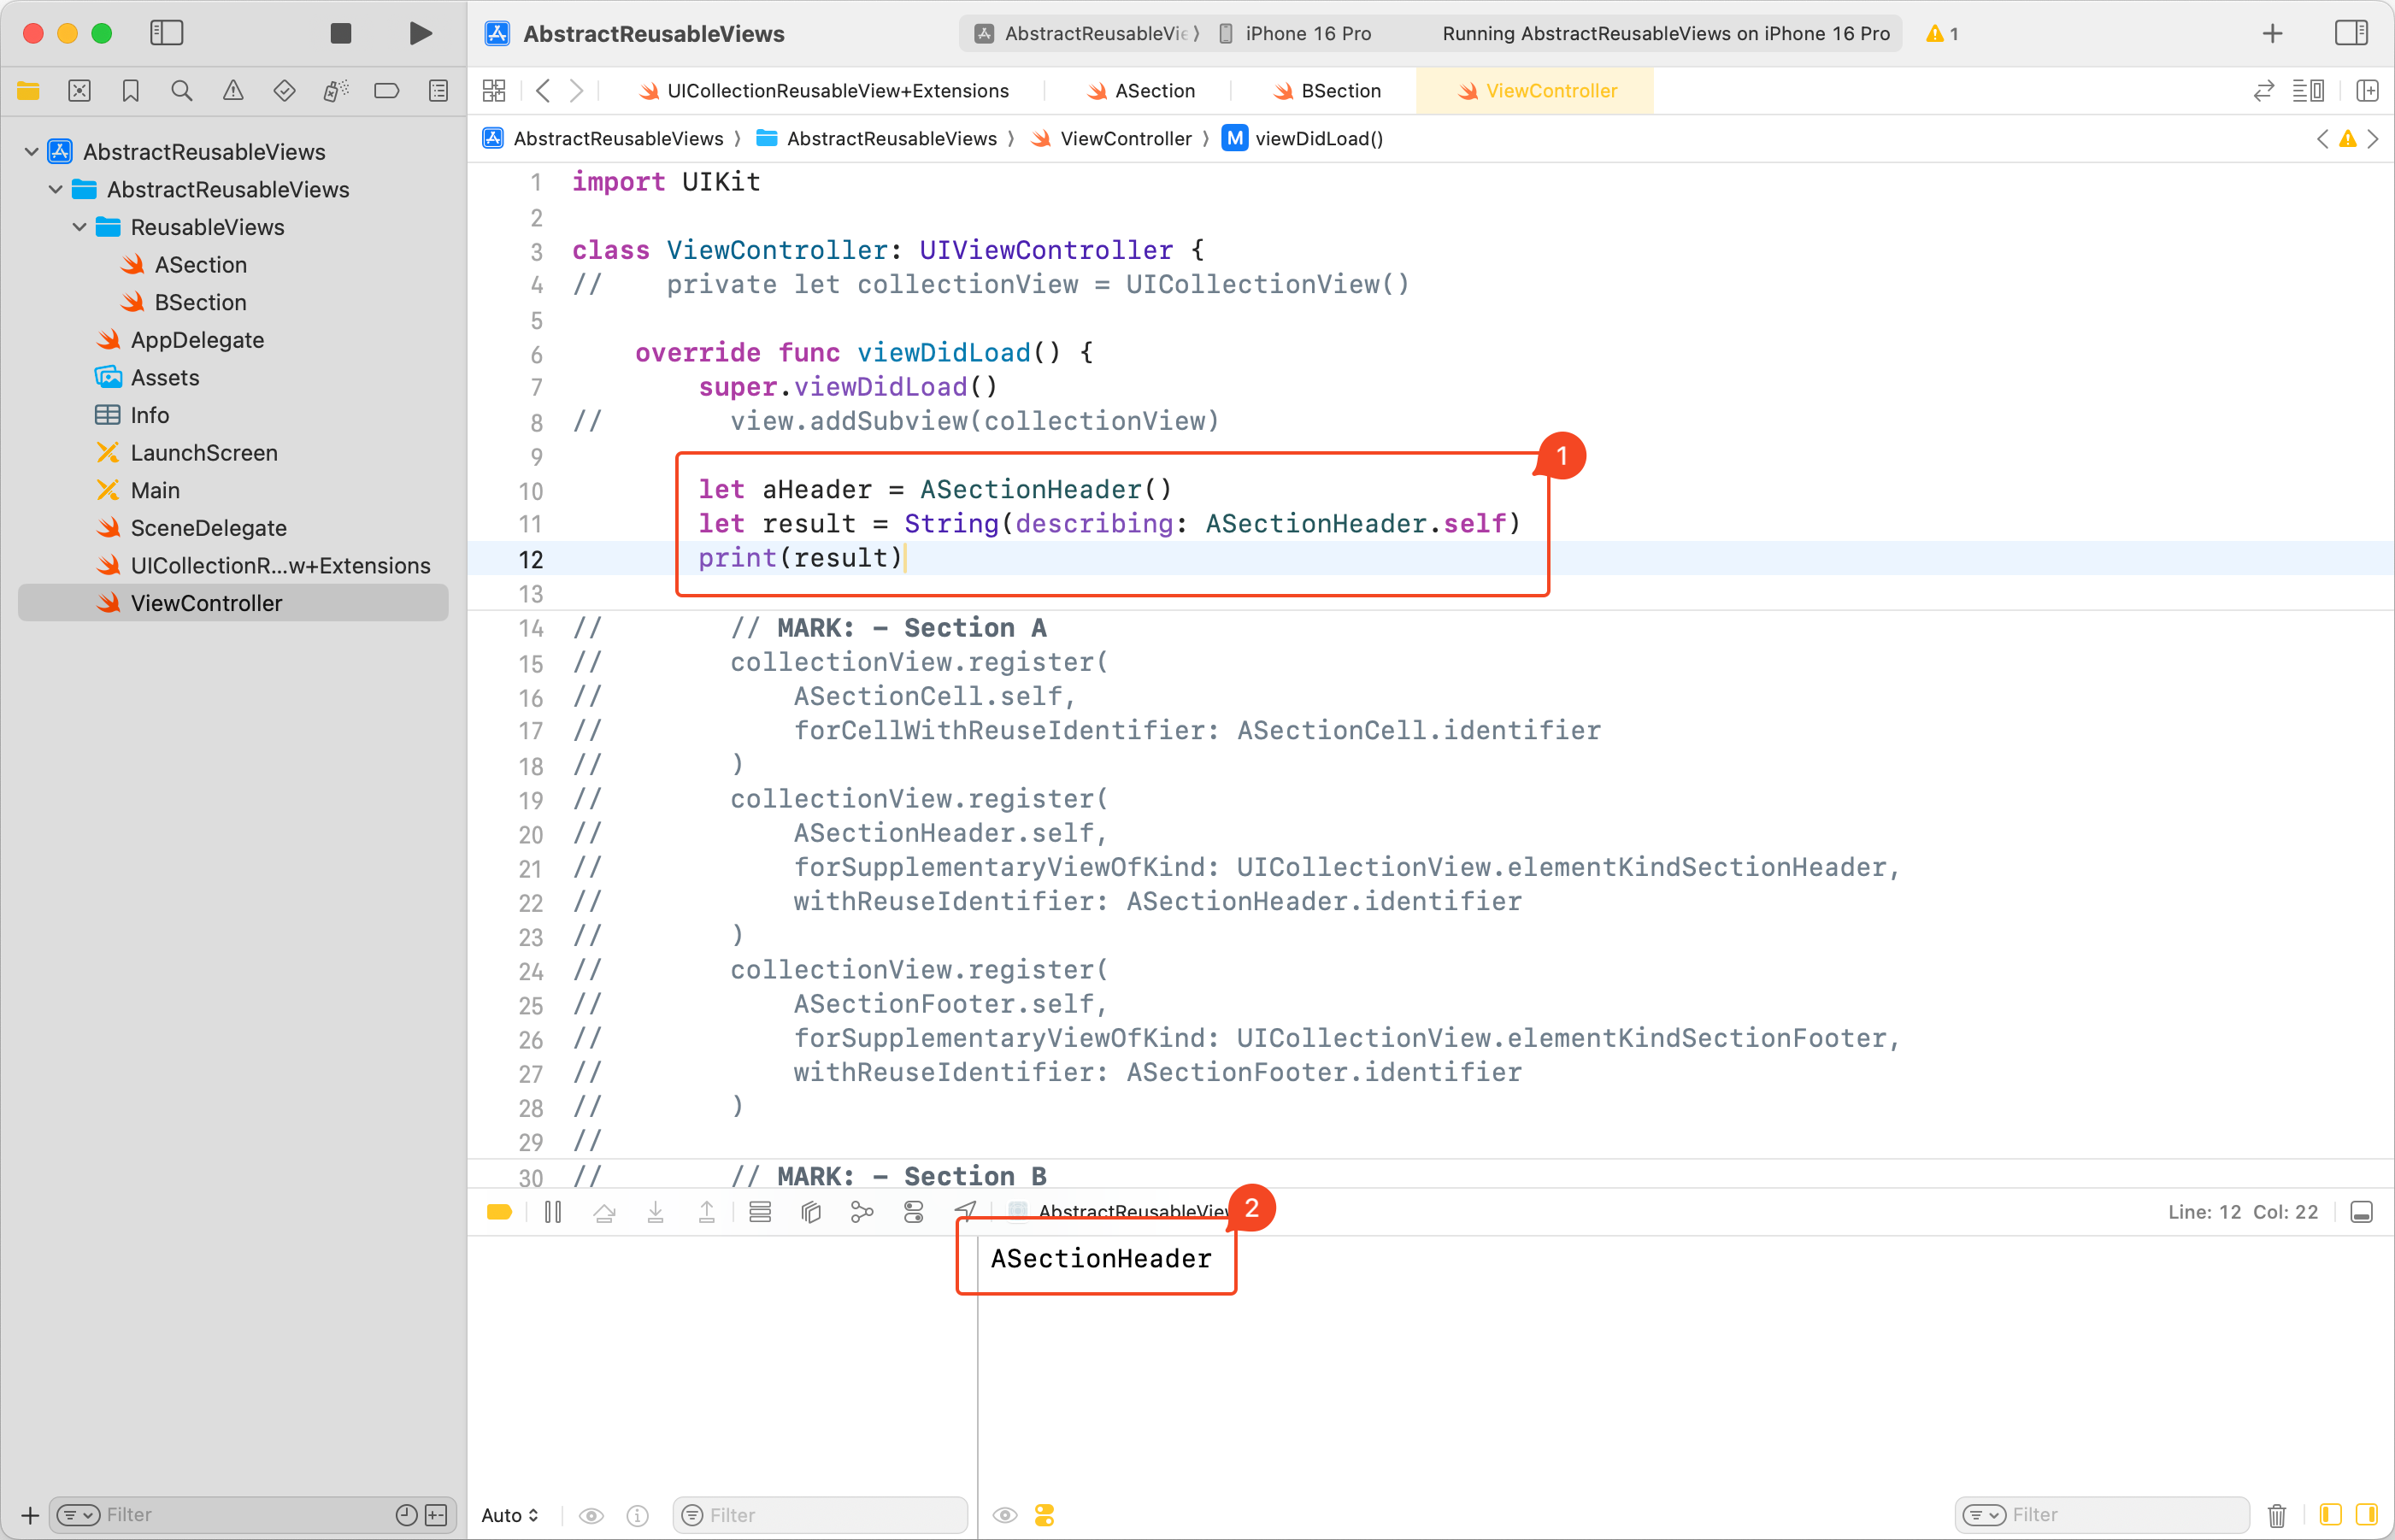 AbstractReusableViews
AbstractReusableVie
iPhone 16 Pro
Running AbstractReusableViews on iPhone 16 Pro
1
UICollectionReusableView+Extensions
ASection
BSection
ViewController
AbstractReusableViews
AbstractReusableViews
ViewController
M viewDidLoad()
AbstractReusableViews
AbstractReusableViews
ReusableViews
ASection
BSection
AppDelegate
Assets
Info
LaunchScreen
Main
SceneDelegate
UICollectionR...w+Extensions
ViewController
Filter
1 import UIKit
2
3 class ViewController: UIViewController {
4 //    private let collectionView = UICollectionView()
5
6     override func viewDidLoad() {
7         super.viewDidLoad()
8 //        view.addSubview(collectionView)
9
1
10         let aHeader = ASectionHeader()
11         let result = String(describing: ASectionHeader.self)
12         print(result)
13
14 //        // MARK: - Section A
15 //        collectionView.register(
16 //            ASectionCell.self,
17 //            forCellWithReuseIdentifier: ASectionCell.identifier
18 //        )
19 //        collectionView.register(
20 //            ASectionHeader.self,
21 //            forSupplementaryViewOfKind: UICollectionView.elementKindSectionHeader,
22 //            withReuseIdentifier: ASectionHeader.identifier
23 //        )
24 //        collectionView.register(
25 //            ASectionFooter.self,
26 //            forSupplementaryViewOfKind: UICollectionView.elementKindSectionFooter,
27 //            withReuseIdentifier: ASectionFooter.identifier
28 //        )
29 //
30 //        // MARK: - Section B
AbstractReusableView
2
Line: 12 Col: 22
ASectionHeader
Auto
Filter
Filter